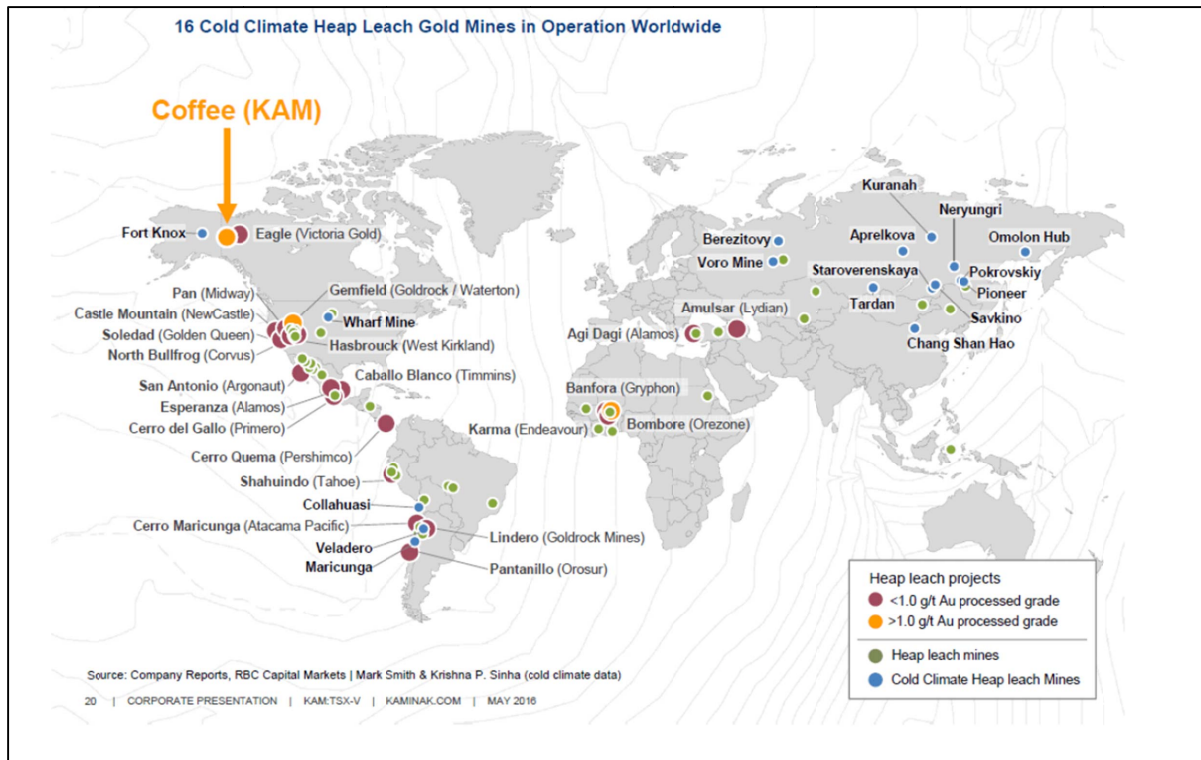 16 Cold Climate Heap Leach Gold Mines in Operation Worldwide
Coffee (KAM)
Fort Knox
Eagle (Victoria Gold)
Pan (Midway)
Gemfield (Goldrock / Waterton)
Castle Mountain (NewCastle)
Wharf Mine
Soledad (Golden Queen)
Hasbrouck (West Kirkland)
North Bullfrog (Corvus)
San Antonio (Argonaut)
Caballo Blanco (Timmins)
Esperanza (Alamos)
Cerro del Gallo (Primero)
Cerro Quema (Pershimco)
Shahuindo (Tahoe)
Collahuasi
Cerro Maricunga (Atacama Pacific)
Lindero (Goldrock Mines)
Veladero
Maricunga
Pantanillo (Orosur)
Kuranah
Neryungri
Berezitovy
Aprelkova
Omolon Hub
Voro Mine
Staroverenskaya
Pokrovskiy
Pioneer
Tardan
Savkino
Amulsar (Lydian)
Agi Dagi (Alamos)
Chang Shan Hao
Banfora (Gryphon)
Karma (Endeavour)
Bombore (Orezone)
Heap leach projects
<1.0 g/t Au processed grade
>1.0 g/t Au processed grade
Heap leach mines
Cold Climate Heap leach Mines
Source: Company Reports, RBC Capital Markets | Mark Smith & Krishna P. Sinha (cold climate data)
20 | CORPORATE PRESENTATION | KAM:TSX-V | KAMINAK.COM | MAY 2016